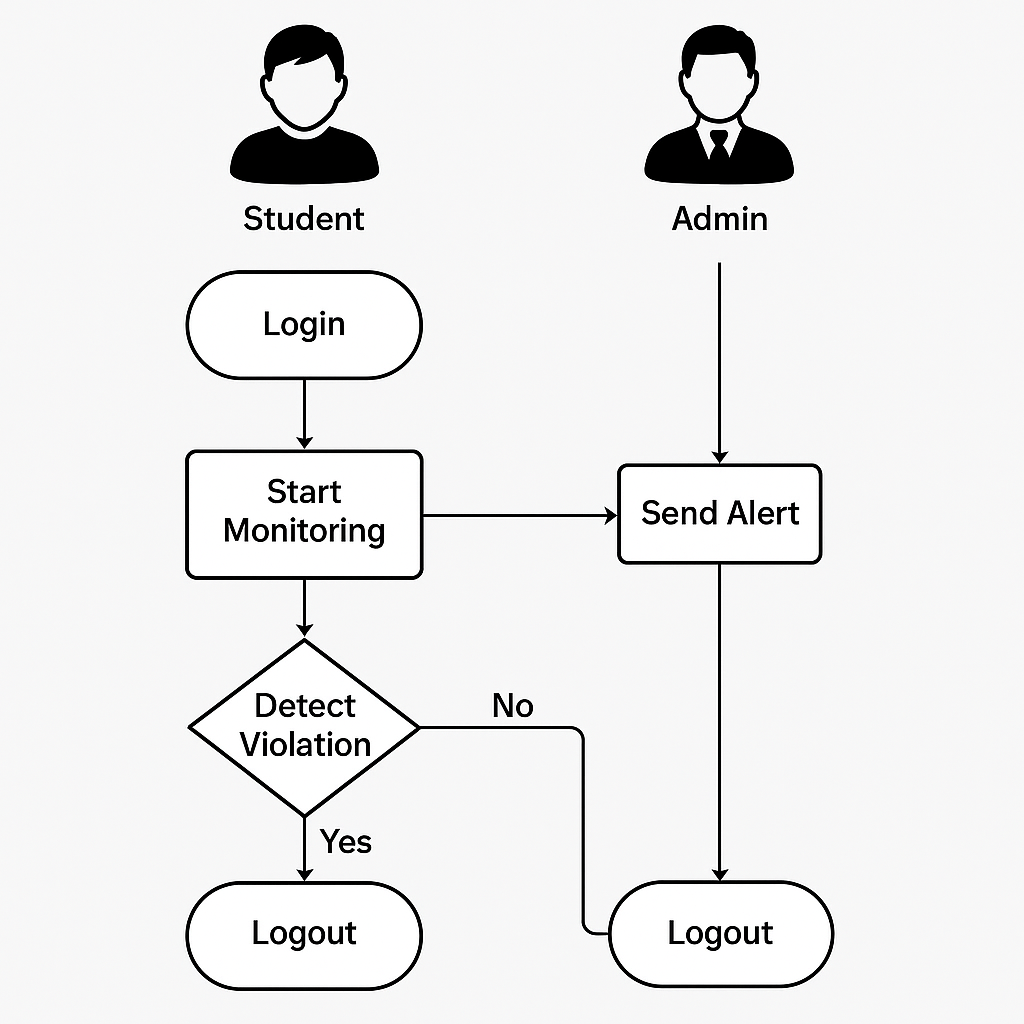 Student
Admin
Login
Start
Monitoring
Send Alert
Detect
Violation
No
Yes
Logout
Logout